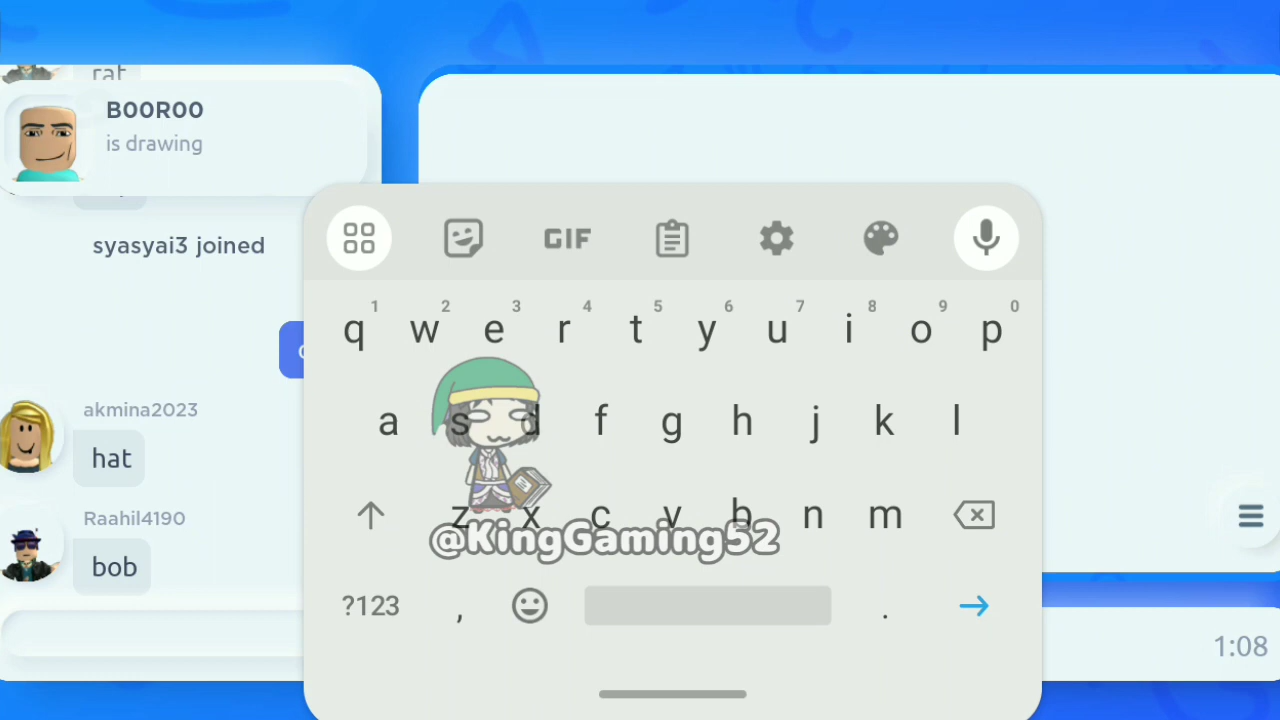 rat
B00R00
is drawing
syasyai3 joined
akmina2023
hat
Raahil4190
bob
GIF
1 2 3 4 5 6 7 8 9 0
q w e r t y u i o p
a s d f g h j k l
z x c v b n m
@KingGaming52
?123 , .
1:08